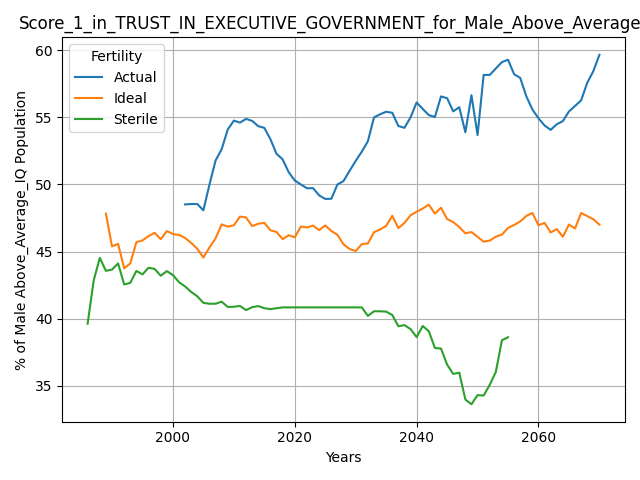 Score_1_in_TRUST_IN_EXECUTIVE_GOVERNMENT_for_Male_Above_Average
Fertility
Actual
Ideal
Sterile
% of Male Above_Average_IQ Population
60
55
50
45
40
35
2000 2020 2040 2060
Years